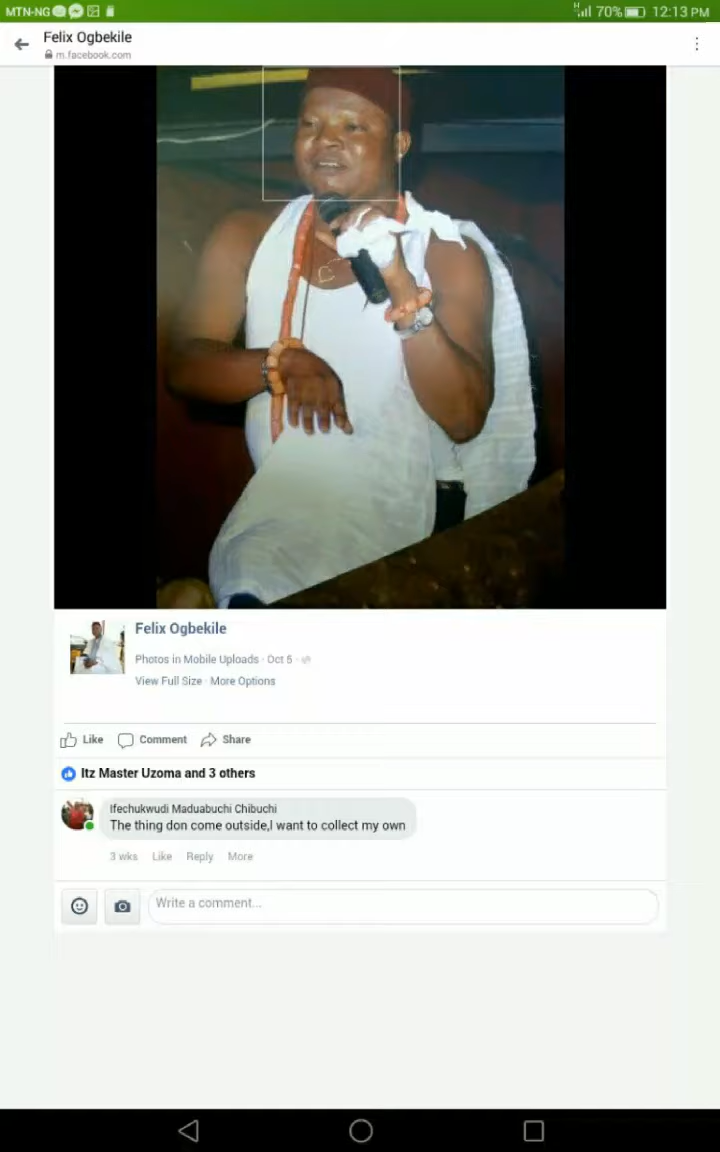 MTN-NG
H 70% 12:13 PM
Felix Ogbekile
m.facebook.com
Felix Ogbekile
Photos in Mobile Uploads · Oct 5 ·
View Full Size · More Options
Like Comment Share
Itz Master Uzoma and 3 others
Ifechukwudi Maduabuchi Chibuchi
The thing don come outside,I want to collect my own
3 wks Like Reply More
Write a comment...